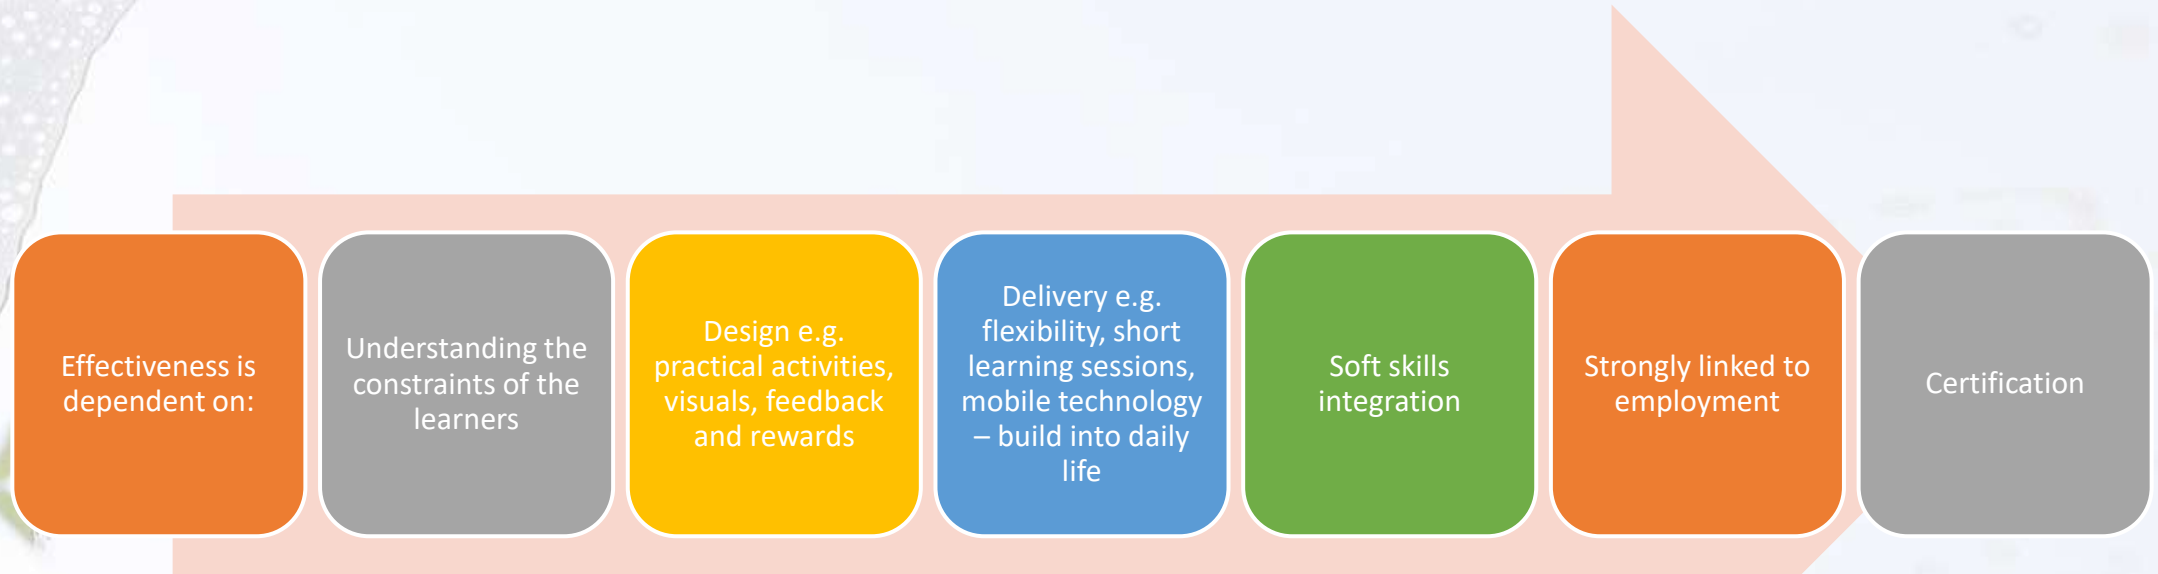 Effectiveness is
dependent on:
Understanding the
constraints of the
learners
Design e.g.
practical activities,
visuals, feedback
and rewards
Delivery e.g.
flexibility, short
learning sessions,
mobile technology
– build into daily
life
Soft skills
integration
Strongly linked to
employment
Certification